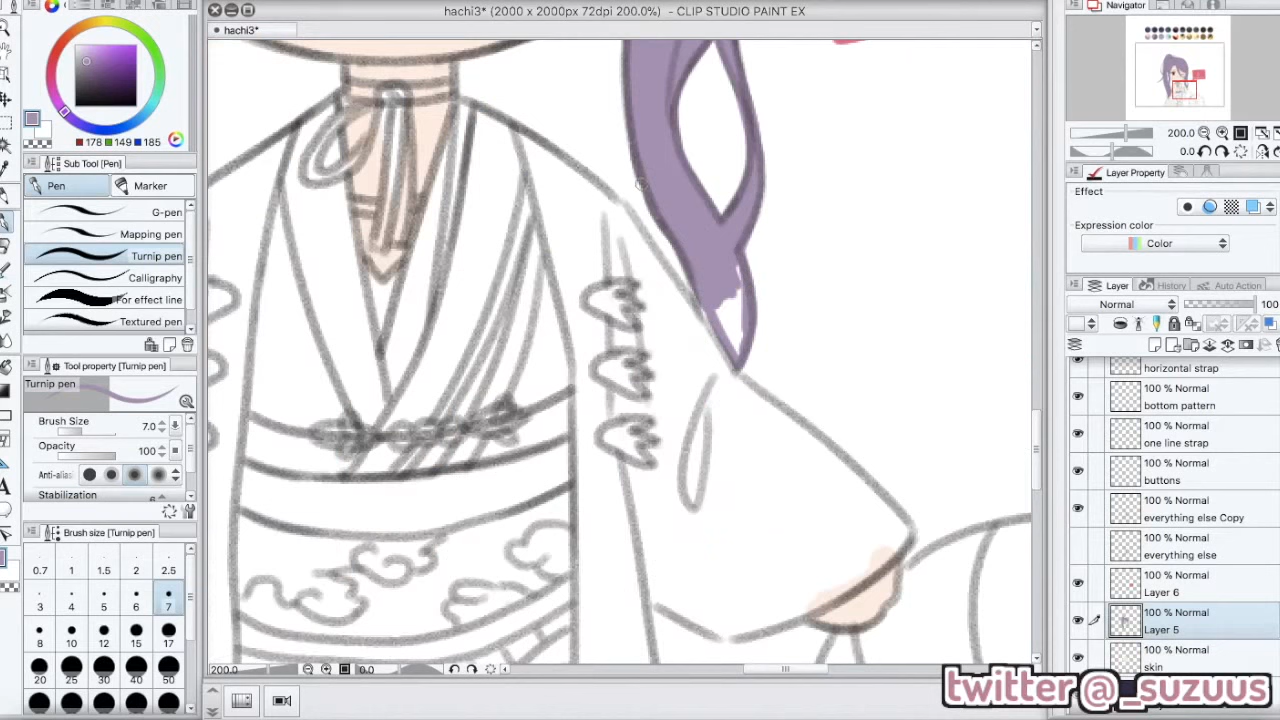 hachi3* (2000 x 2000px 72dpi 200.0%) - CLIP STUDIO PAINT EX
hachi3*
Navigator
200.0
0.0
178 149 185
Sub Tool [Pen]
Pen
Marker
G-pen
Mapping pen
Turnip pen
Calligraphy
For effect line
Textured pen
Tool property [Turnip pen]
Turnip pen
Brush Size
7.0
Opacity
100
Anti-alias
Stabilization
6
Brush size [Turnip pen]
0.7 1 1.5 2 2.5
3 4 5 6 7
8 10 12 15 17
20 25 30 40 50
200.0
0.0
Layer Property
Effect
Expression color
Color
Layer
History
Auto Action
Normal
100
horizontal strap
100 % Normal
bottom pattern
100 % Normal
one line strap
100 % Normal
buttons
100 % Normal
everything else Copy
100 % Normal
everything else
100 % Normal
Layer 6
100 % Normal
Layer 5
100 % Normal
skin
twitter @_suzuus